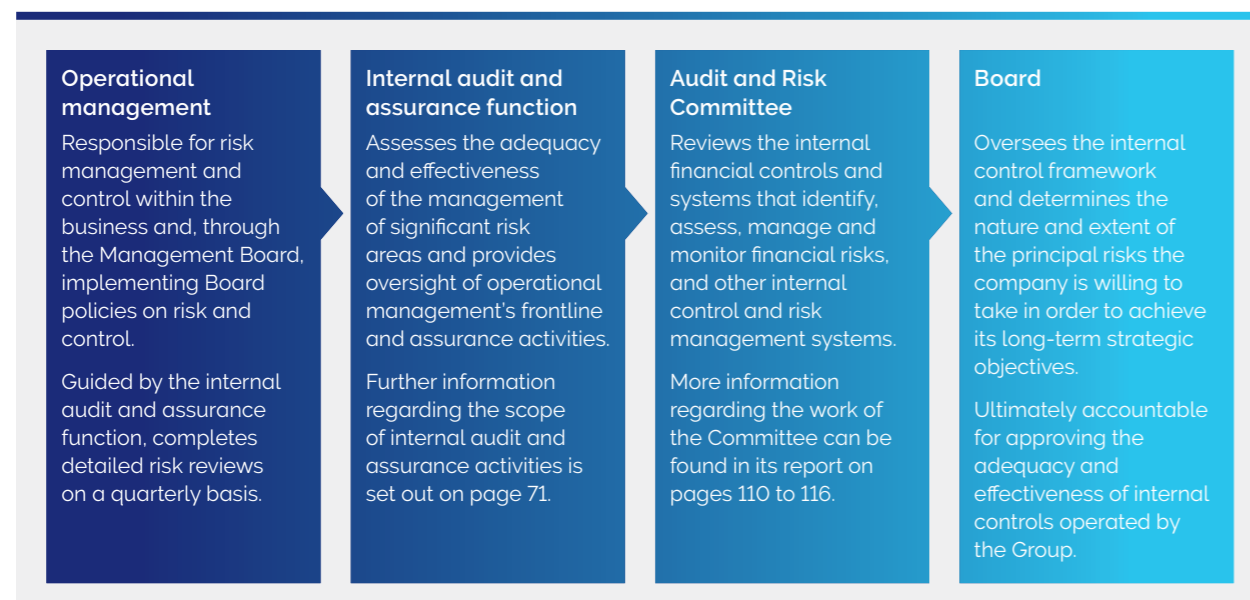 Operational
management
Responsible for risk
management and
control within the
business and, through
the Management Board,
implementing Board
policies on risk and
control.
Guided by the internal
audit and assurance
function, completes
detailed risk reviews
on a quarterly basis.
Internal audit and
assurance function
Assesses the adequacy
and effectiveness
of the management
of significant risk
areas and provides
oversight of operational
management's frontline
and assurance activities.
Further information
regarding the scope
of internal audit and
assurance activities is
set out on page 71.
Audit and Risk
Committee
Reviews the internal
financial controls and
systems that identify,
assess, manage and
monitor financial risks,
and other internal
control and risk
management systems.
More information
regarding the work of
the Committee can be
found in its report on
pages 110 to 116.
Board
Oversees the internal
control framework
and determines the
nature and extent of
the principal risks the
company is willing to
take in order to achieve
its long-term strategic
objectives.
Ultimately accountable
for approving the
adequacy and
effectiveness of internal
controls operated by
the Group.